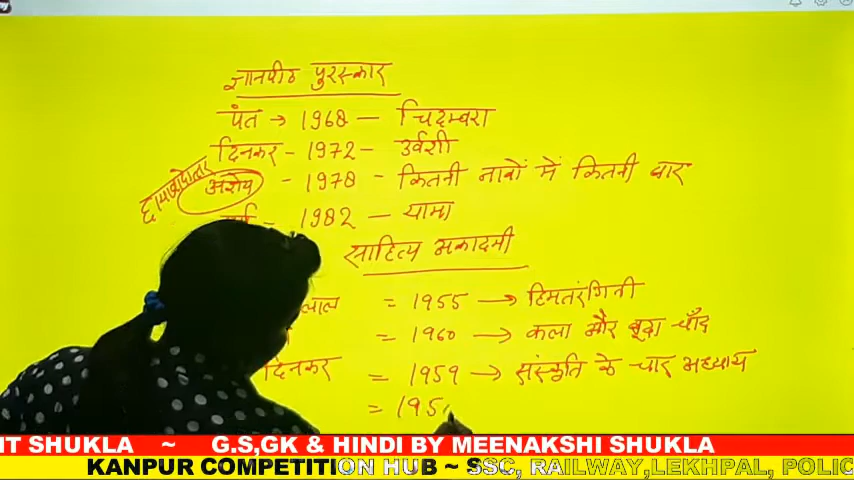 ज्ञानपीठ पुरस्कार
पंत → 1968 — चिदम्बरा
दिनकर - 1972 - उर्वशी
अज्ञेय - 1978 - कितनी नावों में कितनी बार
1982 — यामा
साहित्य अकादमी
लाल = 1955 → हिमतरंगिनी
= 1960 → कला और बूढ़ा चाँद
दिनकर = 1959 → संस्कृति के चार अध्याय
= 195
IT SHUKLA ~ G.S,GK & HINDI BY MEENAKSHI SHUKLA
KANPUR COMPETITION HUB ~ SSC, RAILWAY,LEKHPAL, POLIC